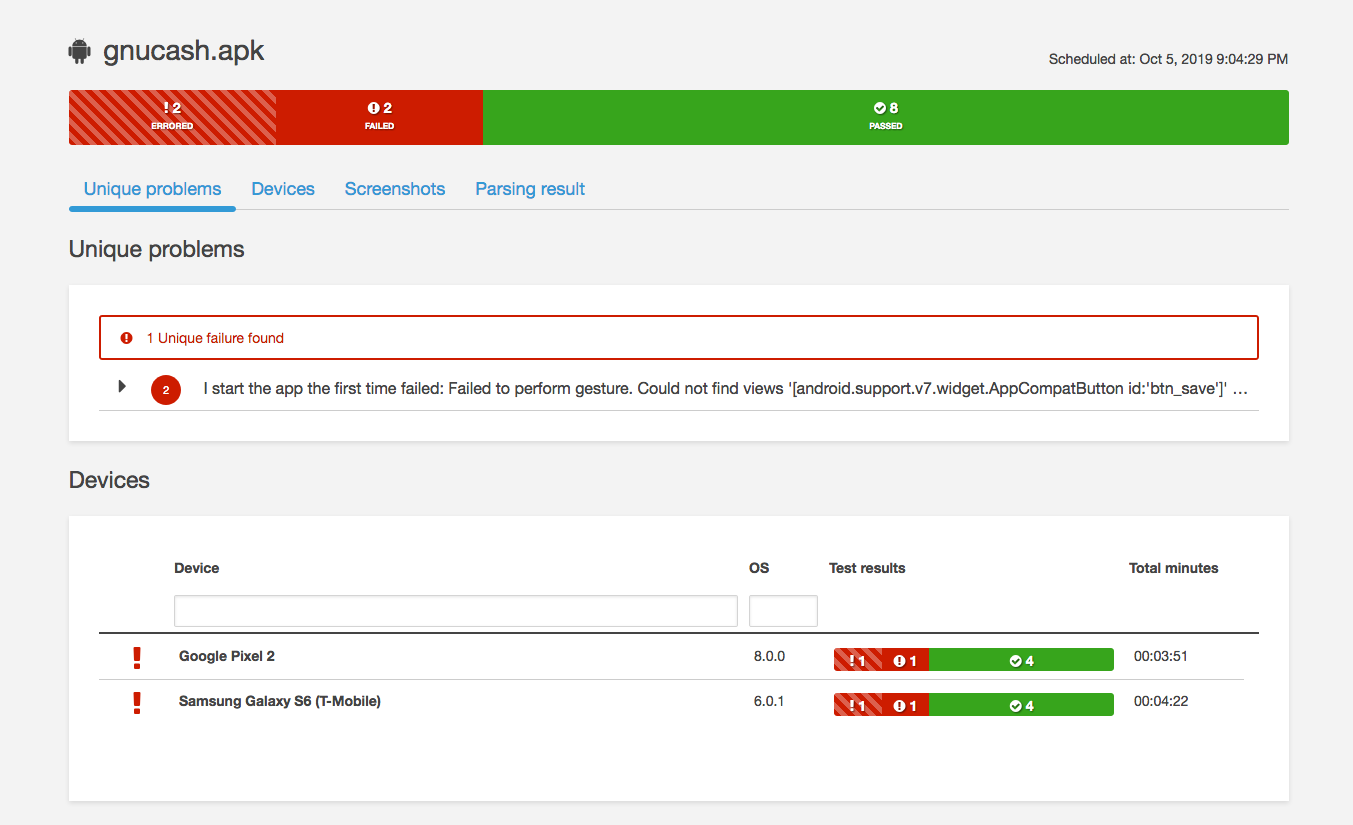 gnucash.apk
Scheduled at: Oct 5, 2019 9:04:29 PM
! 2
ERRORED
2
FAILED
8
PASSED
Unique problems Devices Screenshots Parsing result
Unique problems
1 Unique failure found
2 I start the app the first time failed: Failed to perform gesture. Could not find views '[android.support.v7.widget.AppCompatButton id:'btn_save']' ...
Devices
Device OS Test results Total minutes
! Google Pixel 2 8.0.0 ! 1 1 4 00:03:51
! Samsung Galaxy S6 (T-Mobile) 6.0.1 ! 1 1 4 00:04:22